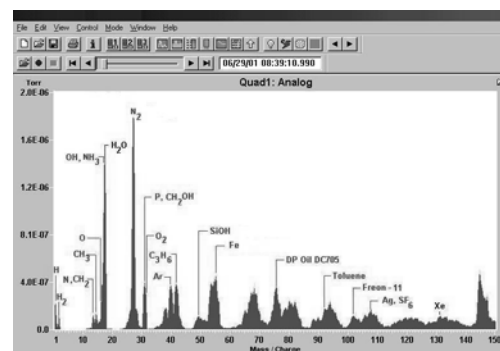 File Edit View Control Mode Window Help
06/29/01 08:39:10.990
Torr
Quad1: Analog
2.0E-06
1.6E-06
1.2E-06
8.0E-07
4.0E-07
0.0
H
H2
N,CH2
CH3
O
OH, NH3
H2O
N2
P, CH2OH
O2
C3H6
Ar
SiOH
Fe
DP Oil DC705
Toluene
Freon-11
Ag, SF6
Xe
1 10 20 30 40 50 60 70 80 90 100 110 120 130 140 150
Mass / Charge